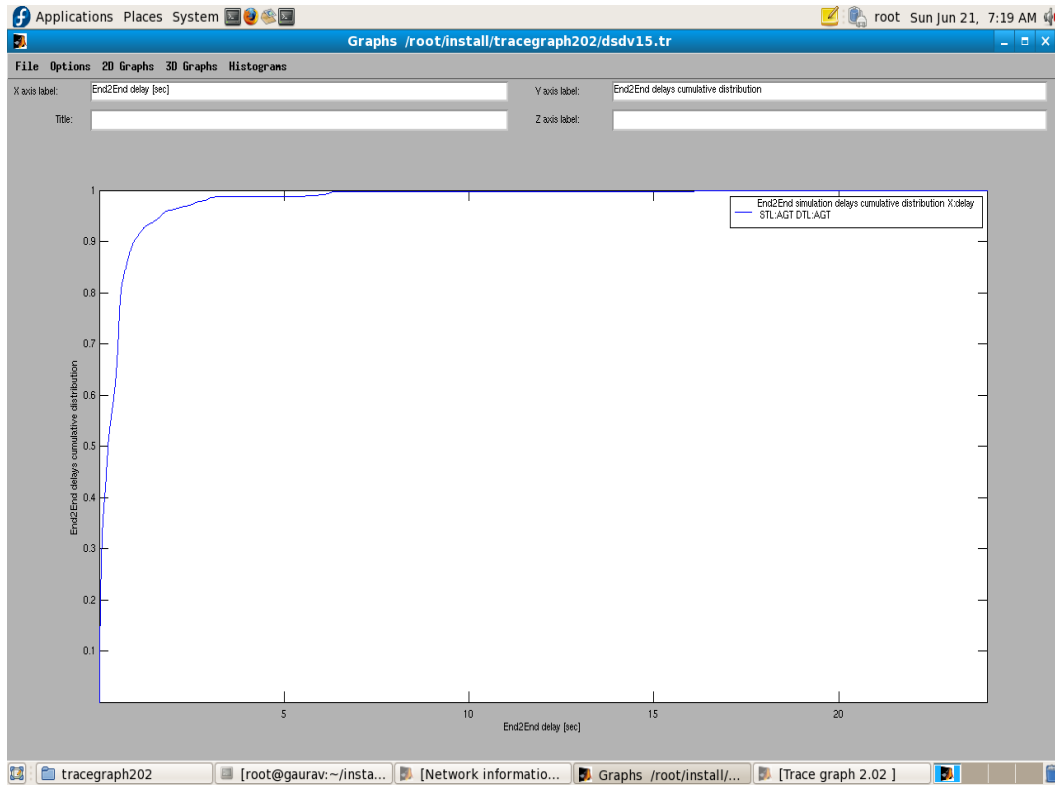 Applications Places System root Sun Jun 21, 7:19 AM
Graphs /root/install/tracegraph202/dsdv15.tr
File Options 2D Graphs 3D Graphs Histograms
X axis label: End2End delay [sec] Y axis label: End2End delays cumulative distribution
Title: Z axis label:
1
End2End simulation delays cumulative distribution X:delay
STL:AGT DTL:AGT
0.9
0.8
0.7
0.6
0.5
0.4
0.3
0.2
0.1
End2End delays cumulative distribution
5 10 15 20
End2End delay [sec]
tracegraph202 [root@gaurav:~/insta... [Network informatio... Graphs /root/install/... [Trace graph 2.02 ]